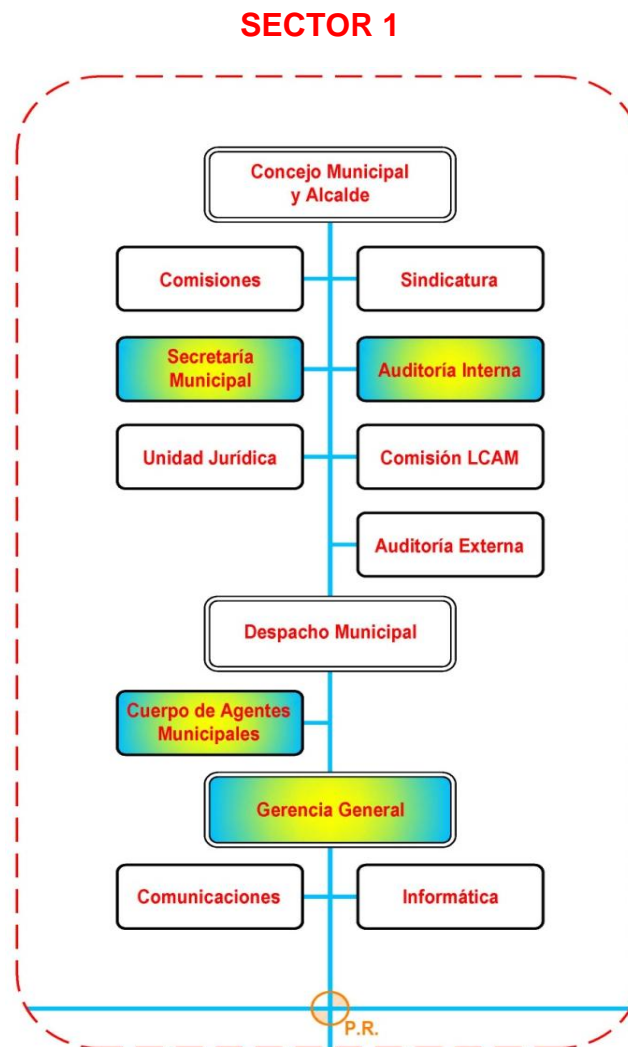 SECTOR 1
Concejo Municipal
y Alcalde
Comisiones
Sindicatura
Secretaría
Municipal
Auditoría Interna
Unidad Jurídica
Comisión LCAM
Auditoría Externa
Despacho Municipal
Cuerpo de Agentes
Municipales
Gerencia General
Comunicaciones
Informática
P.R.